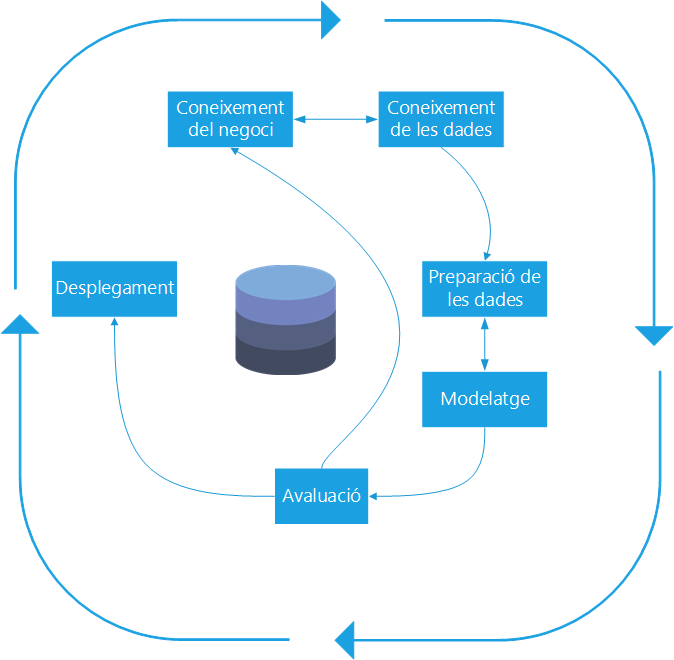 Coneixement
del negoci
Coneixement
de les dades
Desplegament
Preparació de
les dades
Modelatge
Avaluació